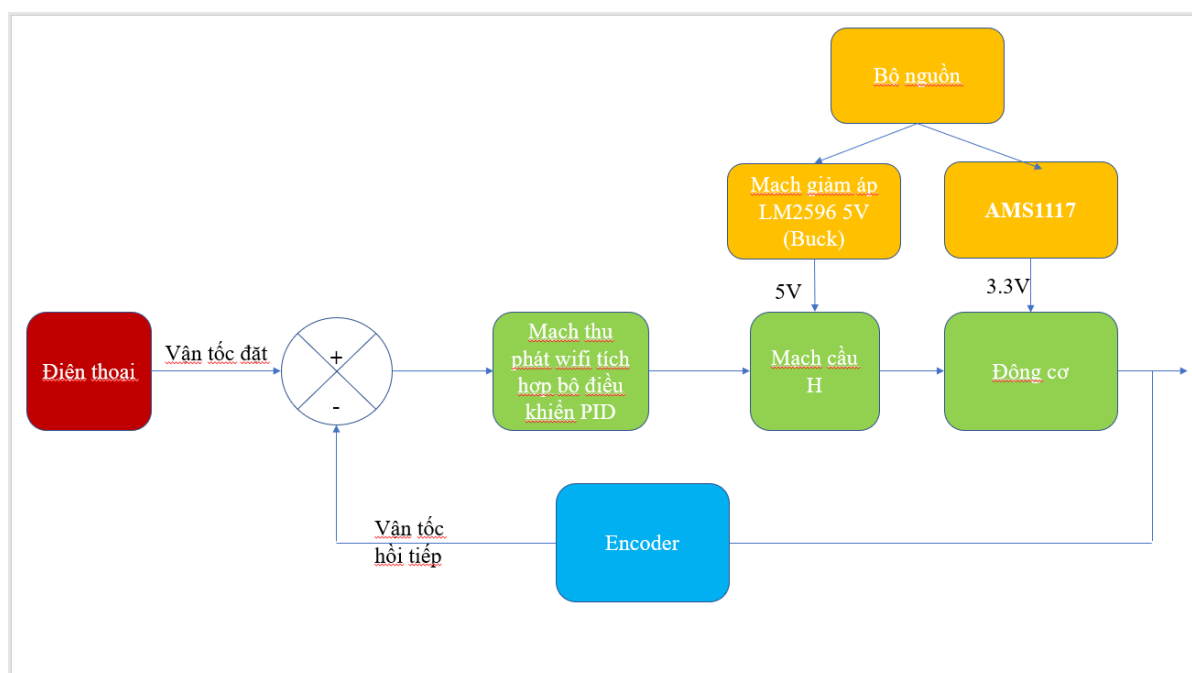 Bộ nguồn
Mạch giảm áp
LM2596 5V
(Buck)
AMS1117
5V
3.3V
Điện thoại
Vận tốc đặt
+
-
Mạch thu
phát wifi tích
hợp bộ điều
khiển PID
Mạch cầu
H
Động cơ
Vận tốc
hồi tiếp
Encoder